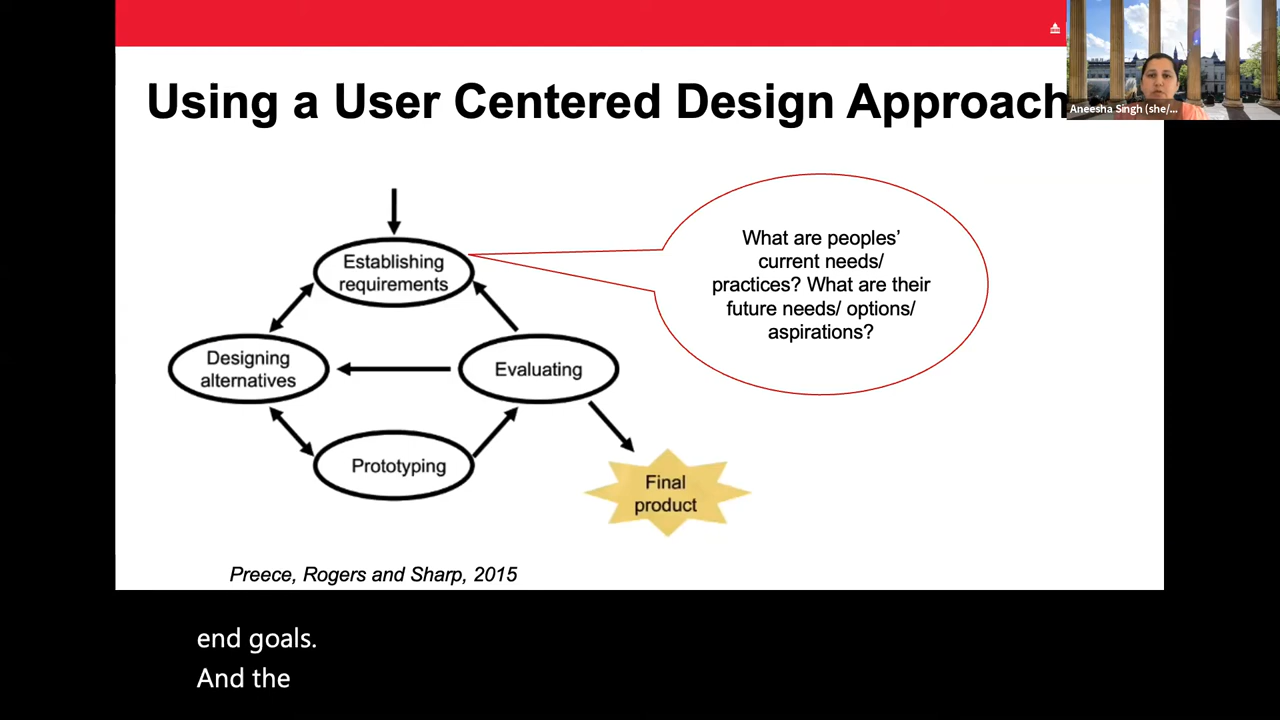 Using a User Centered Design Approach
Aneesha Singh (she/...
Establishing
requirements
What are peoples’
current needs/
practices? What are their
future needs/ options/
aspirations?
Designing
alternatives
Evaluating
Prototyping
Final
product
Preece, Rogers and Sharp, 2015
end goals.
And the